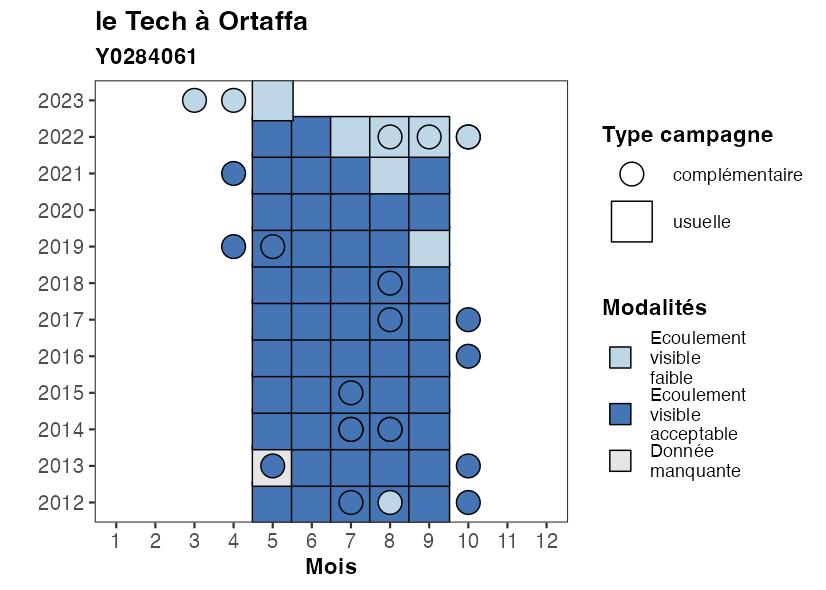 le Tech à Ortaffa
Y0284061
2023
2022
2021
2020
2019
2018
2017
2016
2015
2014
2013
2012
1 2 3 4 5 6 7 8 9 10 11 12
Mois
Type campagne
complémentaire
usuelle
Modalités
Ecoulement
visible
faible
Ecoulement
visible
acceptable
Donnée
manquante